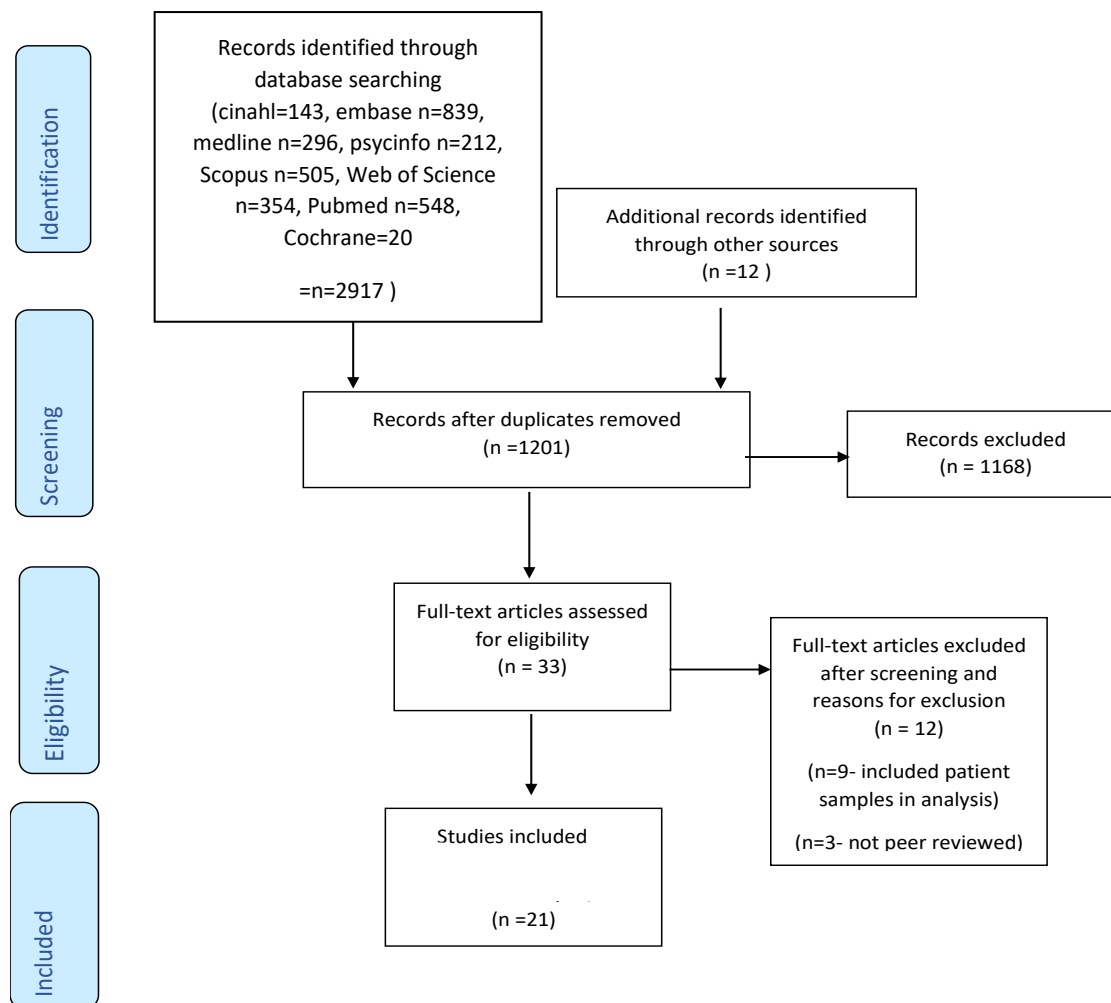 Identification
Records identified through
database searching
(cinahl=143, embase n=839,
medline n=296, psycinfo n=212,
Scopus n=505, Web of Science
n=354, Pubmed n=548,
Cochrane=20
=n=2917 )
Additional records identified
through other sources
(n =12 )
Screening
Records after duplicates removed
(n =1201)
Records excluded
(n = 1168)
Eligibility
Full-text articles assessed
for eligibility
(n = 33)
Full-text articles excluded
after screening and
reasons for exclusion
(n = 12)
(n=9- included patient
samples in analysis)
(n=3- not peer reviewed)
Included
Studies included
(n =21)